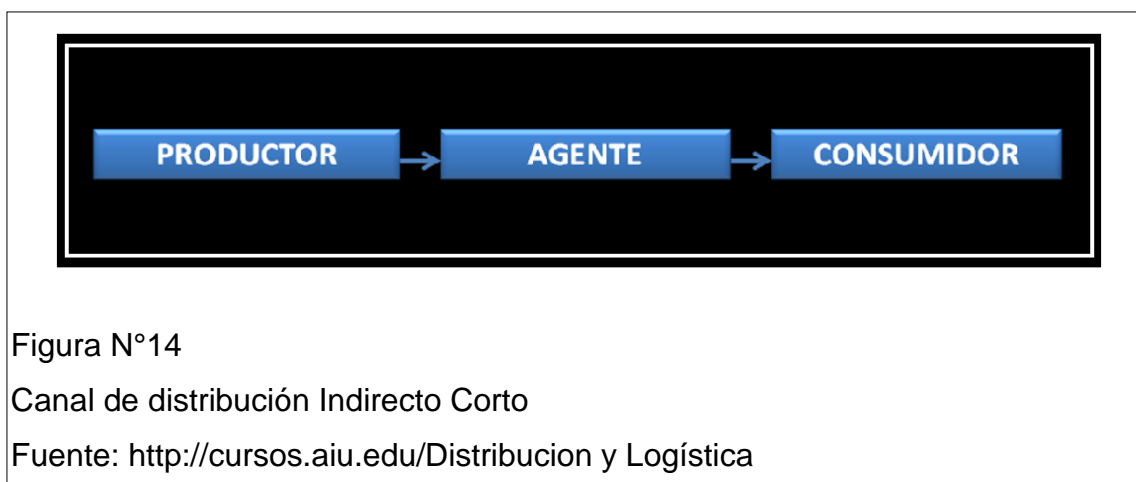 PRODUCTOR AGENTE CONSUMIDOR
Figura N°14
Canal de distribución Indirecto Corto
Fuente: http://cursos.aiu.edu/Distribucion y Logística